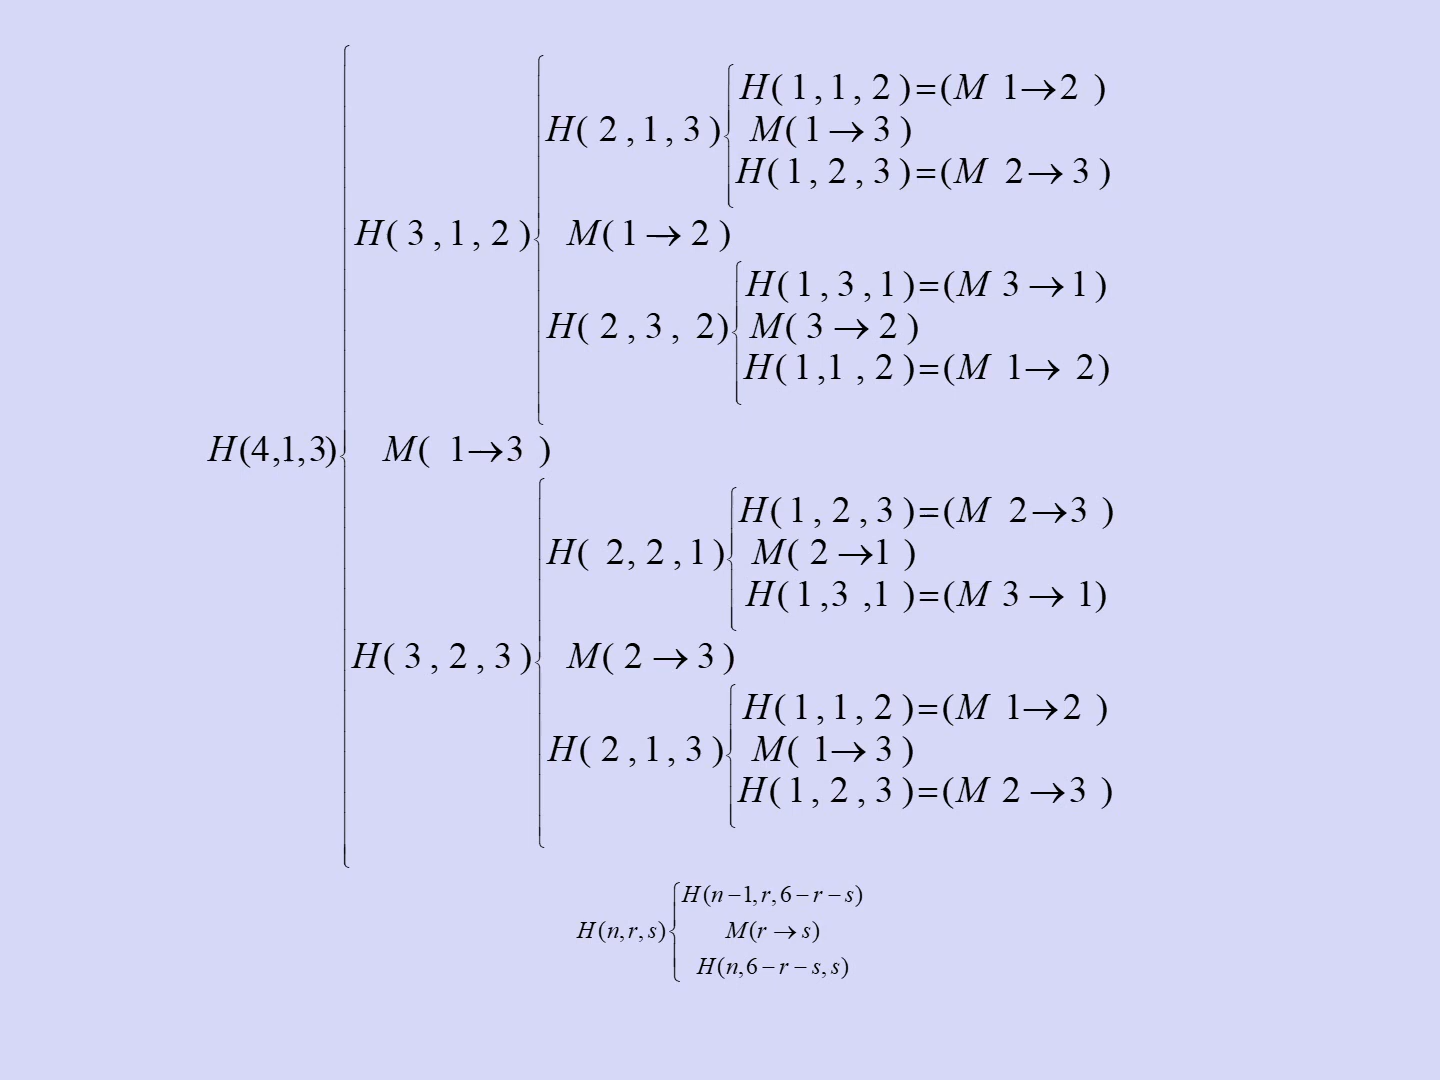 H( 1 , 1 , 2 )=(M 1→2 )
H( 2 , 1 , 3 ) M( 1 → 3 )
H( 1 , 2 , 3 )=(M 2→ 3 )
H( 3 , 1 , 2 ) M( 1 → 2 )
H( 1 , 3 , 1 )=(M 3 → 1 )
H( 2 , 3 , 2) M( 3 → 2 )
H( 1 ,1 , 2 )=(M 1→ 2)
H(4,1,3) M( 1→3 )
H( 1 , 2 , 3 )=(M 2→3 )
H( 2, 2 , 1 ) M( 2 →1 )
H( 1 ,3 ,1 )=(M 3 → 1)
H( 3 , 2 , 3 ) M( 2 → 3 )
H( 1 , 1 , 2 )=(M 1→2 )
H( 2 , 1 , 3 ) M( 1→ 3 )
H( 1 , 2 , 3 )=(M 2 →3 )
H(n−1,r,6−r−s)
H(n,r,s) M(r → s)
H(n,6−r−s,s)